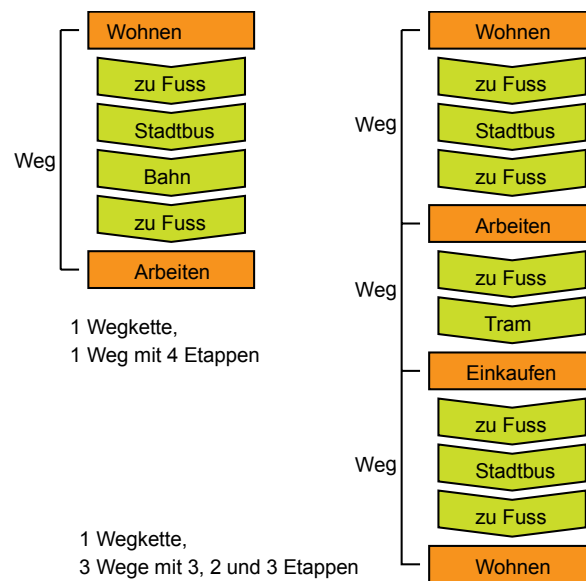 Wohnen
zu Fuss
Stadtbus
Weg
Bahn
zu Fuss
Arbeiten
1 Wegkette,
1 Weg mit 4 Etappen
Wohnen
zu Fuss
Weg
Stadtbus
zu Fuss
Arbeiten
zu Fuss
Weg
Tram
Einkaufen
zu Fuss
Weg
Stadtbus
zu Fuss
Wohnen
1 Wegkette,
3 Wege mit 3, 2 und 3 Etappen